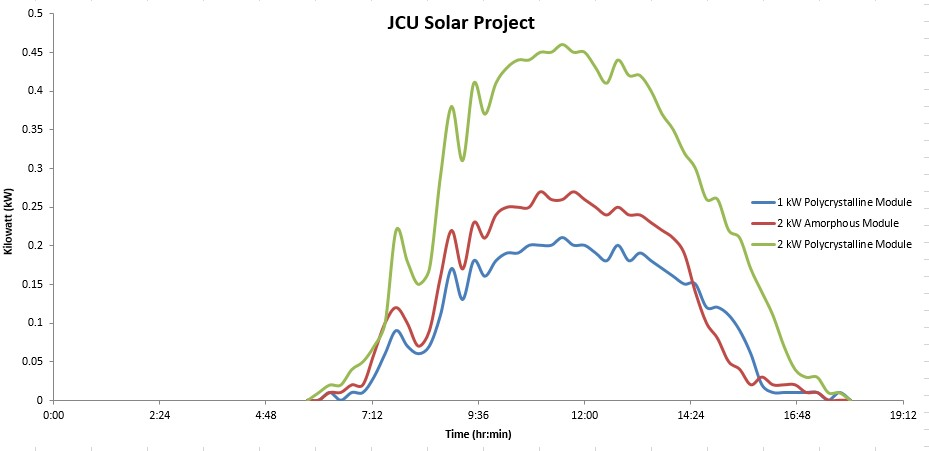 JCU Solar Project
0.5
0.45
0.4
0.35
0.3
0.25
0.2
0.15
0.1
0.05
0
Kilowatt (kW)
0:00 2:24 4:48 7:12 9:36 12:00 14:24 16:48 19:12
Time (hr:min)
1 kW Polycrystalline Module
2 kW Amorphous Module
2 kW Polycrystalline Module